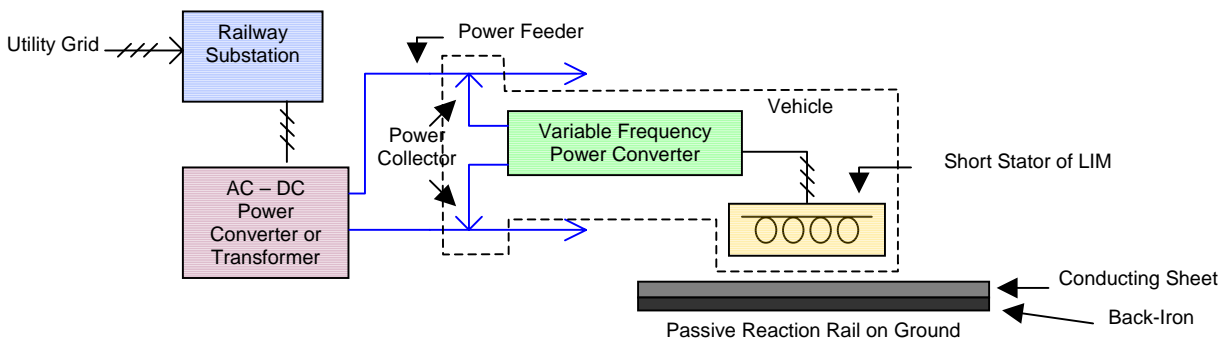 Utility Grid
Railway
Substation
Power Feeder
Vehicle
Power
Collector
Variable Frequency
Power Converter
Short Stator of LIM
AC – DC
Power
Converter or
Transformer
Conducting Sheet
Back-Iron
Passive Reaction Rail on Ground